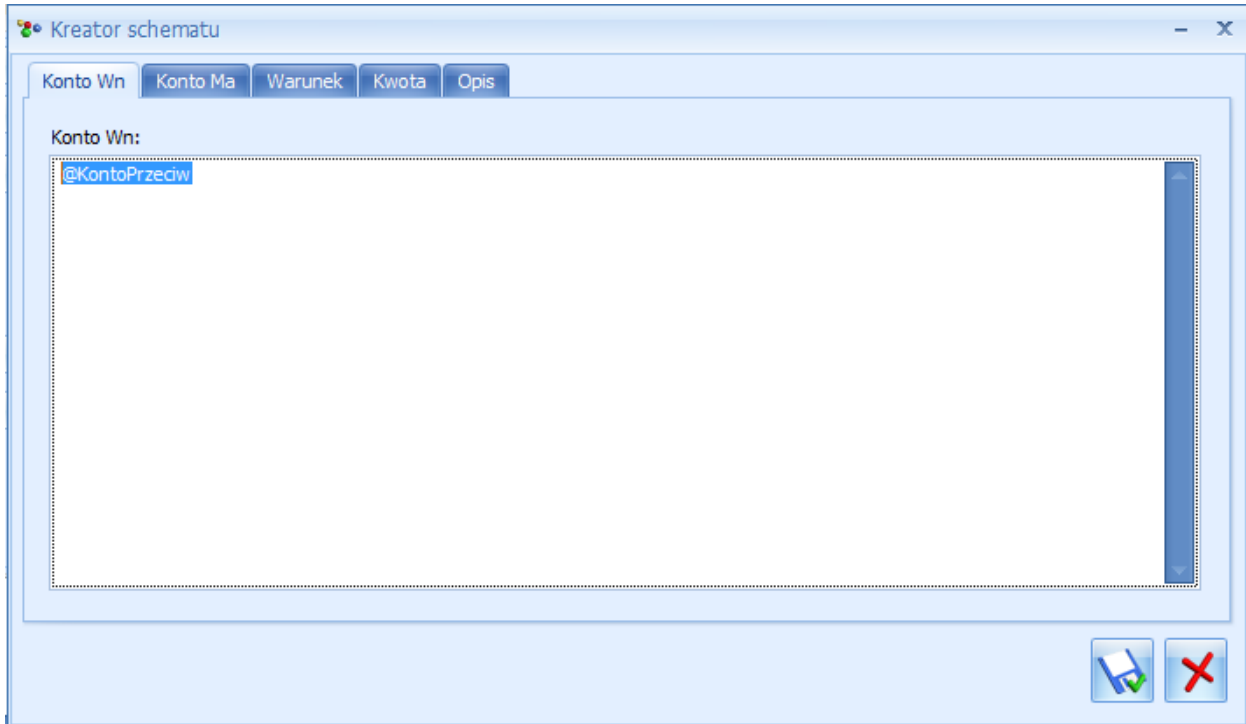 Kreator schematu
Konto Wn Konto Ma Warunek Kwota Opis
Konto Wn:
@KontoPrzeciw